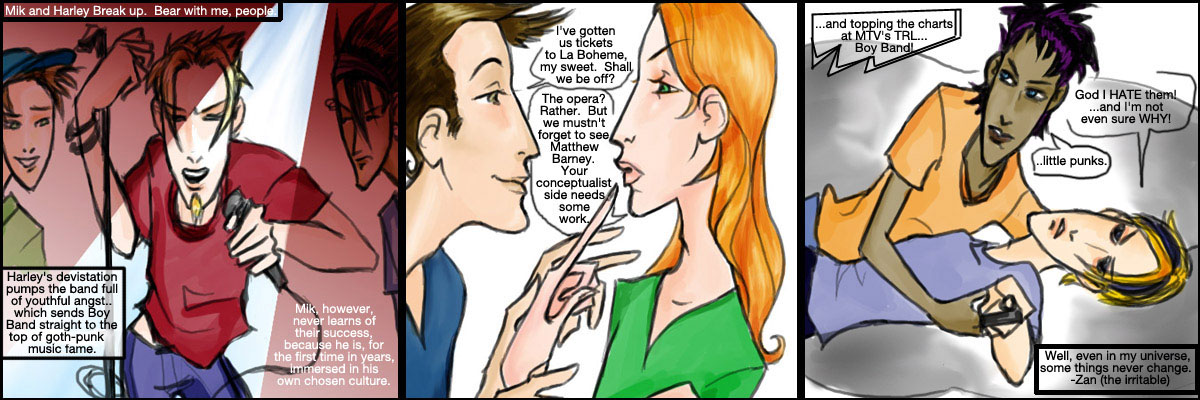 Mik and Harley Break up.  Bear with me, people.
Harley's devistation
pumps the band full
of youthful angst..
which sends Boy
Band straight to the
top of goth-punk
music fame.
Mik, however,
never learns of
their success,
because he is, for
the first time in years,
immersed in his
own chosen culture.
I've gotten
us tickets
to La Boheme,
my sweet.  Shall
we be off?
The opera?
Rather.  But
we mustn't
forget to see
Matthew
Barney.
Your
conceptualist
side needs
some
work.
...and topping the charts
at MTV's TRL...
Boy Band!
God I HATE them!
...and I'm not
even sure WHY!
..little punks.
Well, even in my universe,
some things never change.
-Zan (the irritable)